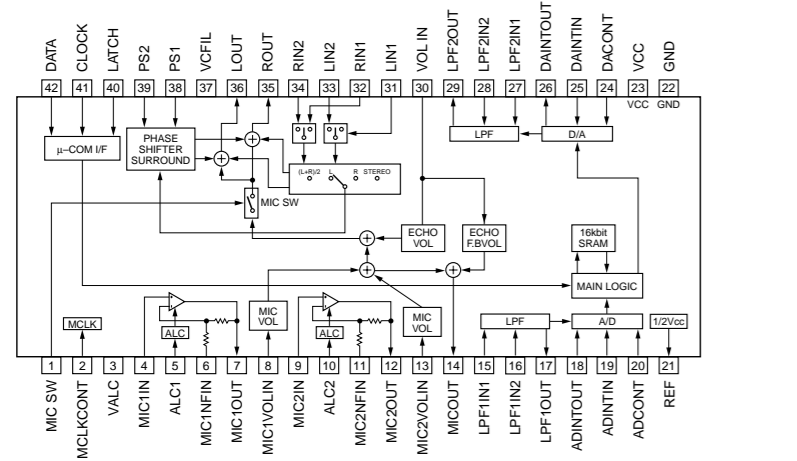 DATA
CLOCK
LATCH
PS2
PS1
VCFIL
LOUT
ROUT
RIN2
LIN2
RIN1
LIN1
VOL IN
LPF2OUT
LPF2IN2
LPF2IN1
DAINTOUT
DAINTIN
DACONT
VCC
GND
42 41 40 39 38 37 36 35 34 33 32 31 30 29 28 27 26 25 24 23 22
VCC GND
μ–COM I/F
PHASE
SHIFTER
SURROUND
LPF
D/A
(L+R)/2 L R STEREO
MIC SW
ECHO
VOL
ECHO
F.BVOL
16kbit
SRAM
MAIN LOGIC
MCLK
ALC
MIC
VOL
ALC
MIC
VOL
LPF
A/D
1/2Vcc
1 2 3 4 5 6 7 8 9 10 11 12 13 14 15 16 17 18 19 20 21
MIC SW
MCLKCONT
VALC
MIC1IN
ALC1
MIC1NFIN
MIC1OUT
MIC1VOLIN
MIC2IN
ALC2
MIC2NFIN
MIC2OUT
MIC2VOLIN
MICOUT
LPF1IN1
LPF1IN2
LPF1OUT
ADINTOUT
ADINTIN
ADCONT
REF